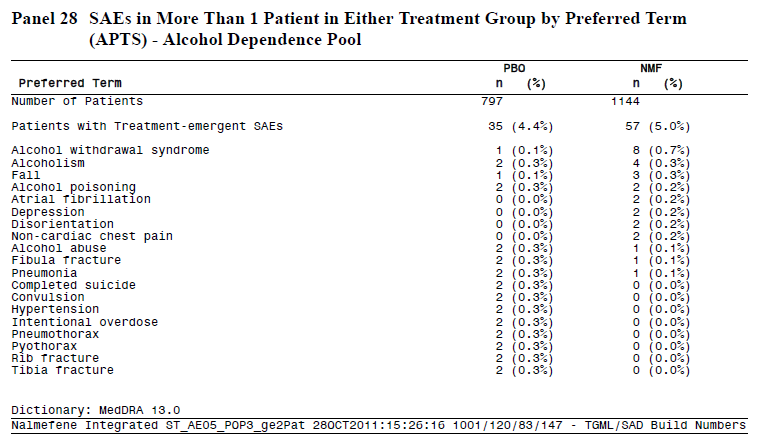 Panel 28 SAEs in More Than 1 Patient in Either Treatment Group by Preferred Term
(APTS) - Alcohol Dependence Pool
PBO NMF
Preferred Term n (%) n (%)
Number of Patients 797 1144
Patients with Treatment-emergent SAEs 35 (4.4%) 57 (5.0%)
Alcohol withdrawal syndrome 1 (0.1%) 8 (0.7%)
Alcoholism 2 (0.3%) 4 (0.3%)
Fall 1 (0.1%) 3 (0.3%)
Alcohol poisoning 2 (0.3%) 2 (0.2%)
Atrial fibrillation 0 (0.0%) 2 (0.2%)
Depression 0 (0.0%) 2 (0.2%)
Disorientation 0 (0.0%) 2 (0.2%)
Non-cardiac chest pain 0 (0.0%) 2 (0.2%)
Alcohol abuse 2 (0.3%) 1 (0.1%)
Fibula fracture 2 (0.3%) 1 (0.1%)
Pneumonia 2 (0.3%) 1 (0.1%)
Completed suicide 2 (0.3%) 0 (0.0%)
Convulsion 2 (0.3%) 0 (0.0%)
Hypertension 2 (0.3%) 0 (0.0%)
Intentional overdose 2 (0.3%) 0 (0.0%)
Pneumothorax 2 (0.3%) 0 (0.0%)
Pyothorax 2 (0.3%) 0 (0.0%)
Rib fracture 2 (0.3%) 0 (0.0%)
Tibia fracture 2 (0.3%) 0 (0.0%)
Dictionary: MedDRA 13.0
Nalmefene Integrated ST_AE05_POP3_ge2Pat 28OCT2011:15:26:16 1001/120/83/147 - TGML/SAD Build Numbers